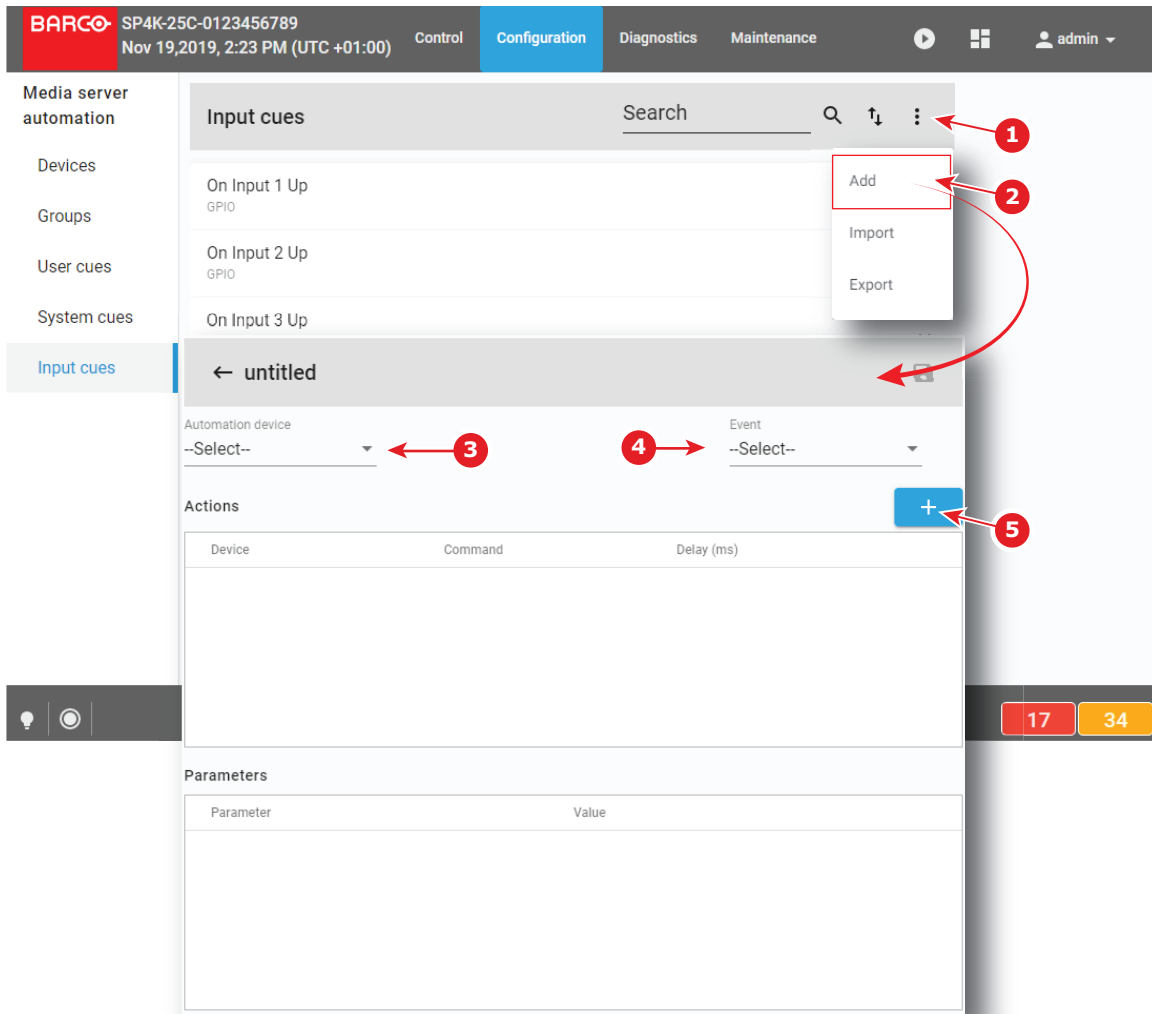 BARCO
SP4K-25C-0123456789
Nov 19,2019, 2:23 PM (UTC +01:00)
Control
Configuration
Diagnostics
Maintenance
admin
Media server
automation
Devices
Groups
User cues
System cues
Input cues
Input cues
Search
1
Add
2
Import
Export
On Input 1 Up
GPIO
On Input 2 Up
GPIO
On Input 3 Up
untitled
Automation device
--Select--
3
4
Event
--Select--
Actions
+
5
Device
Command
Delay (ms)
17
34
Parameters
Parameter
Value